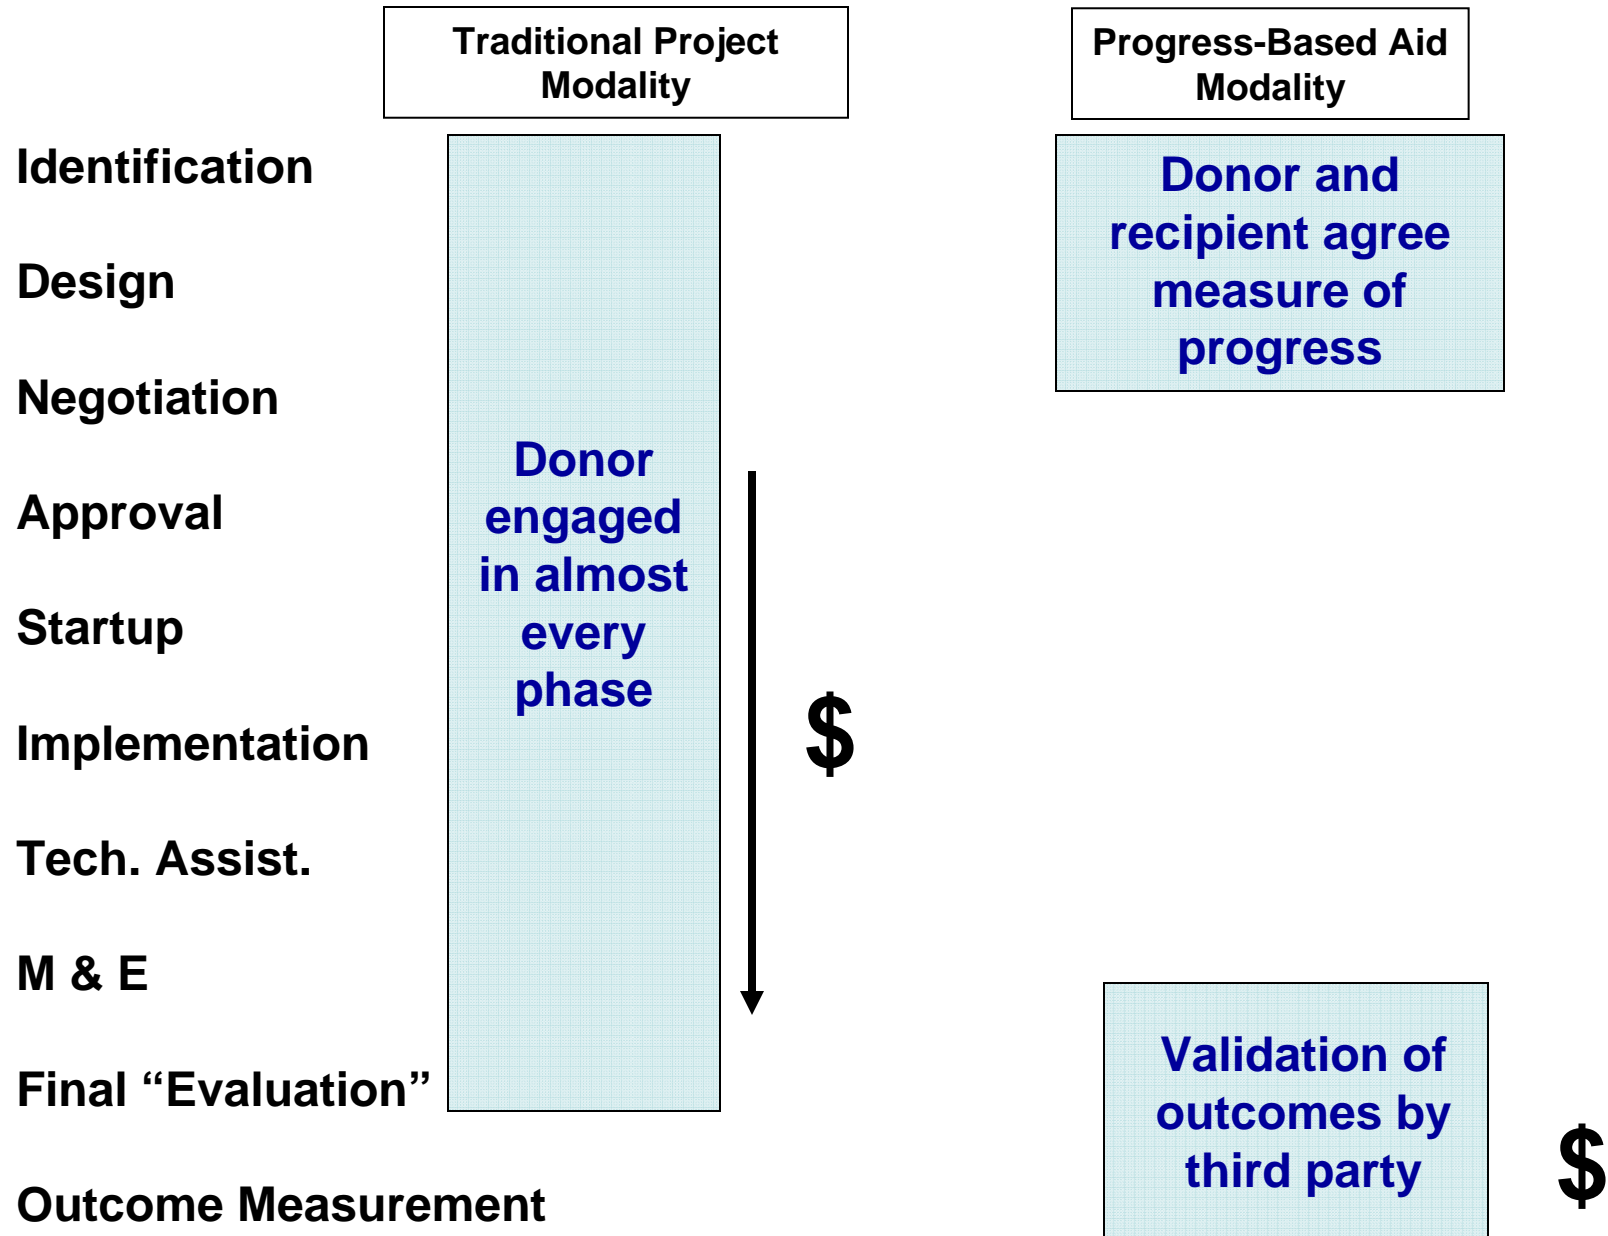 Traditional Project
Modality
Progress-Based Aid
Modality
Identification
Design
Negotiation
Approval
Startup
Implementation
Tech. Assist.
M & E
Final “Evaluation”
Outcome Measurement
Donor
engaged
in almost
every
phase
$
Donor and
recipient agree
measure of
progress
Validation of
outcomes by
third party
$